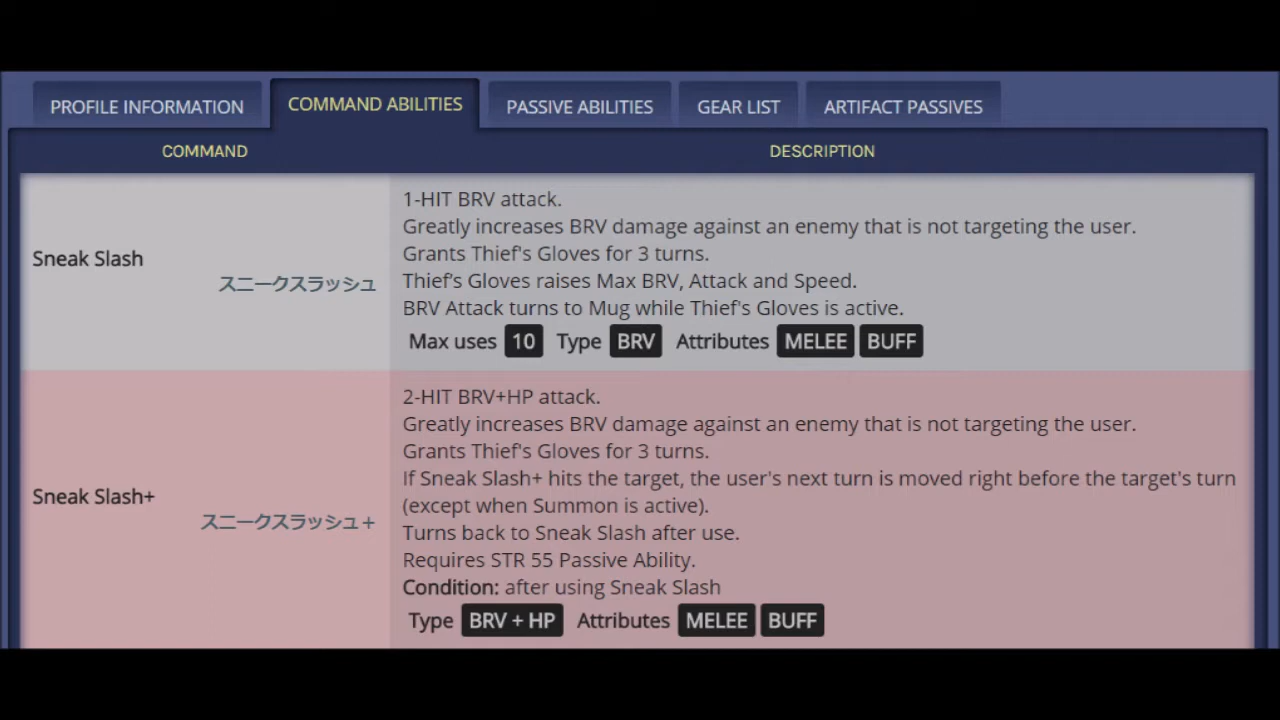 PROFILE INFORMATION COMMAND ABILITIES PASSIVE ABILITIES GEAR LIST ARTIFACT PASSIVES
COMMAND DESCRIPTION
Sneak Slash
スニークスラッシュ
1-HIT BRV attack.
Greatly increases BRV damage against an enemy that is not targeting the user.
Grants Thief's Gloves for 3 turns.
Thief's Gloves raises Max BRV, Attack and Speed.
BRV Attack turns to Mug while Thief's Gloves is active.
Max uses 10 Type BRV Attributes MELEE BUFF
Sneak Slash+
スニークスラッシュ＋
2-HIT BRV+HP attack.
Greatly increases BRV damage against an enemy that is not targeting the user.
Grants Thief's Gloves for 3 turns.
If Sneak Slash+ hits the target, the user's next turn is moved right before the target's turn
(except when Summon is active).
Turns back to Sneak Slash after use.
Requires STR 55 Passive Ability.
Condition: after using Sneak Slash
Type BRV + HP Attributes MELEE BUFF